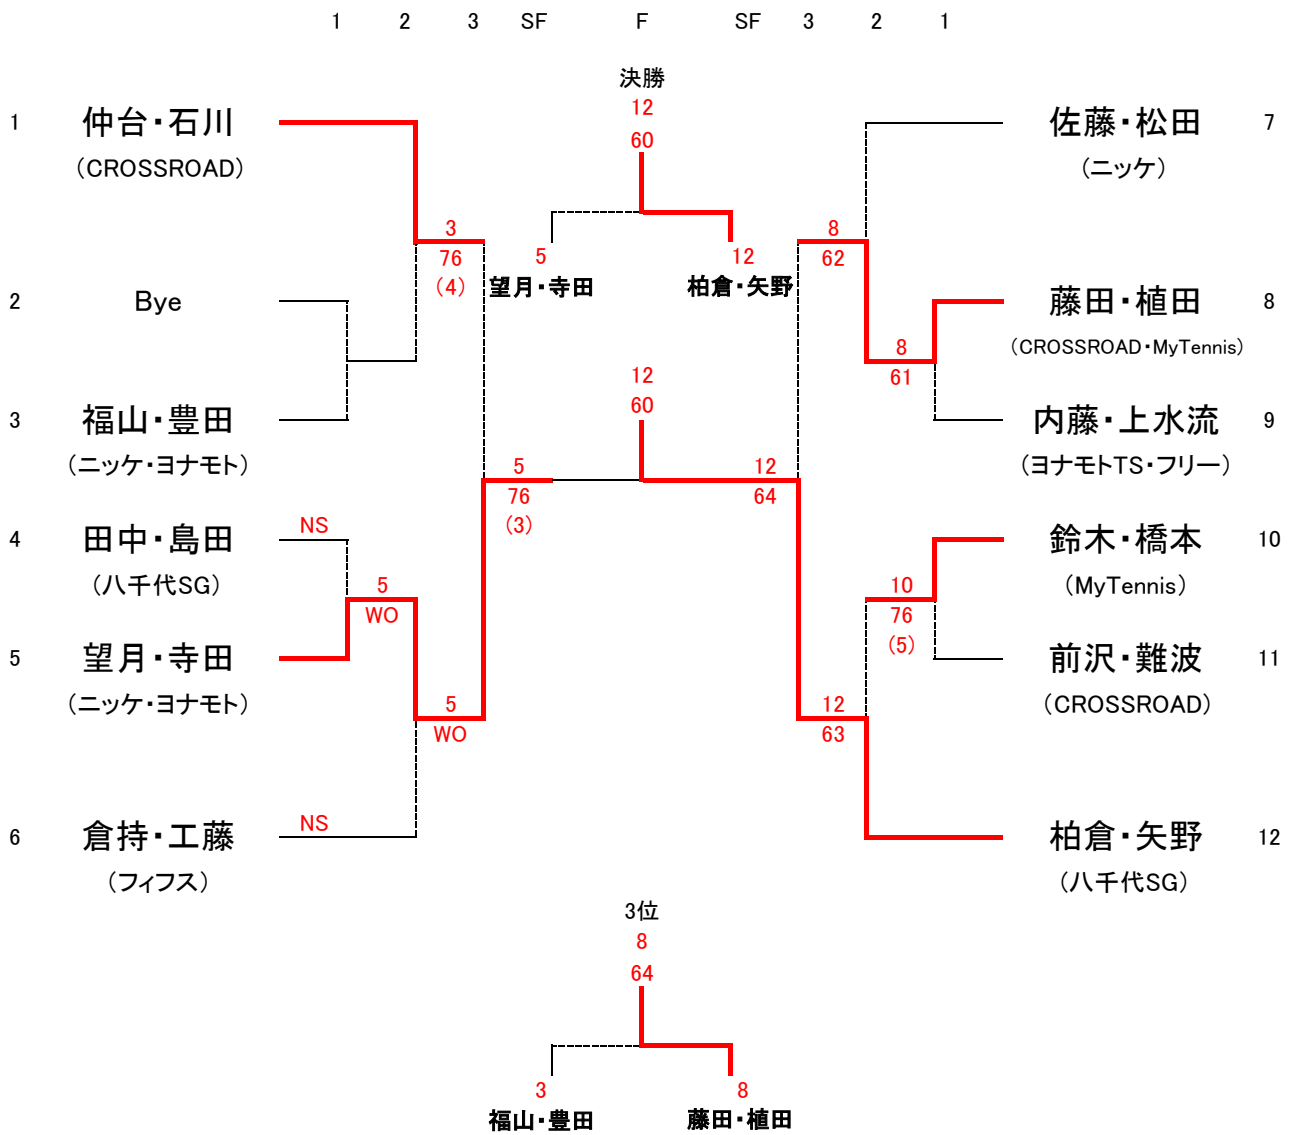 1 2 3 SF F SF 3 2 1
決勝
12
60
1 仲台・石川
(CROSSROAD)
佐藤・松田 7
(ニッケ)
3
76
(4)
5
望月・寺田
12
柏倉・矢野
8
62
2 Bye
藤田・植田 8
(CROSSROAD・MyTennis)
8
61
12
60
3 福山・豊田
(ニッケ・ヨナモト)
内藤・上水流 9
(ヨナモトTS・フリー)
5
76
(3)
12
64
4 田中・島田 NS
(八千代SG)
鈴木・橋本 10
(MyTennis)
5
WO
10
76
(5)
5 望月・寺田
(ニッケ・ヨナモト)
前沢・難波 11
(CROSSROAD)
5
WO
12
63
6 倉持・工藤 NS
(フィフス)
柏倉・矢野 12
(八千代SG)
3位
8
64
3
福山・豊田
8
藤田・植田